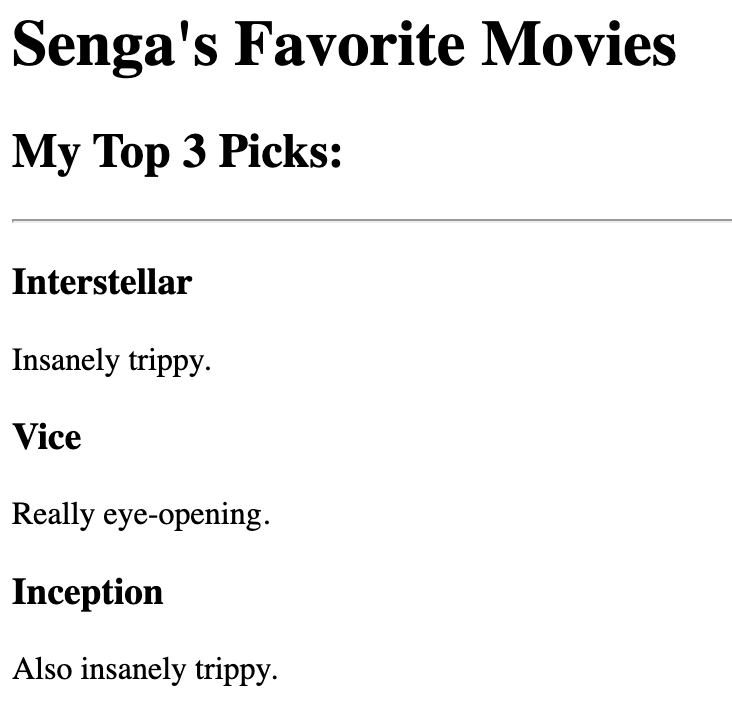 Senga's Favorite Movies
My Top 3 Picks:
Interstellar
Insanely trippy.
Vice
Really eye-opening.
Inception
Also insanely trippy.